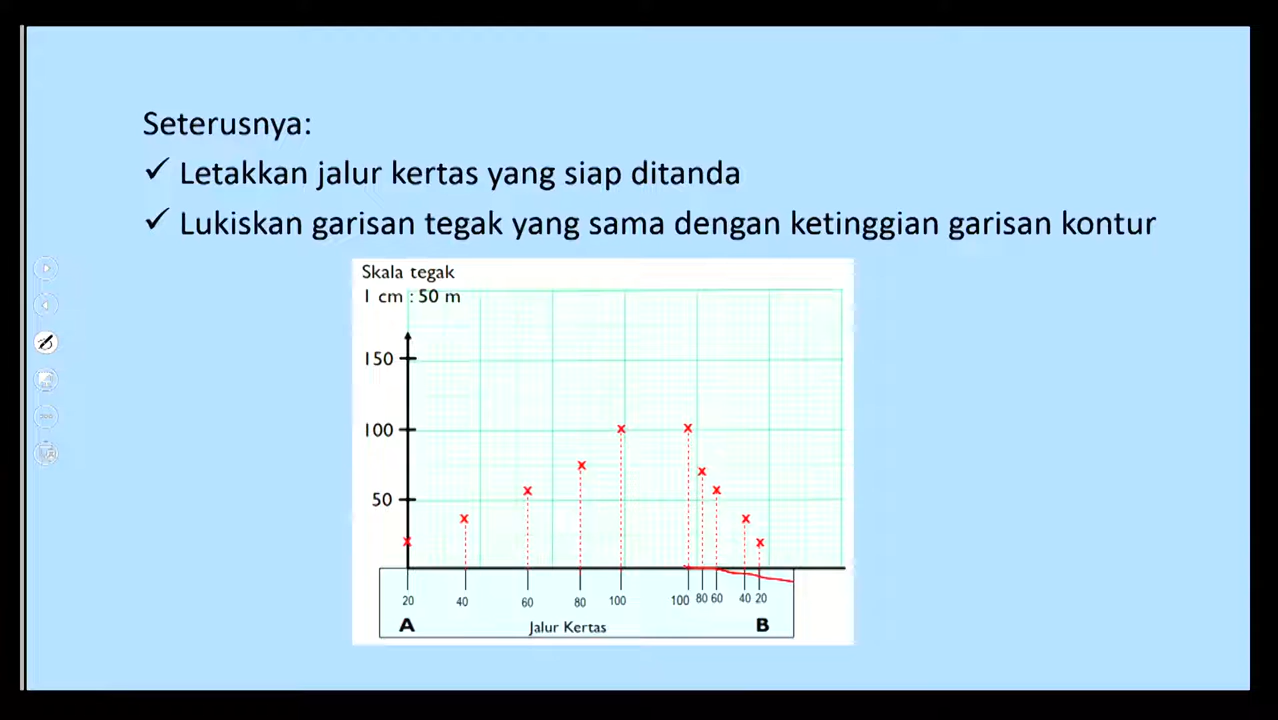 Seterusnya:
✓ Letakkan jalur kertas yang siap ditanda
✓ Lukiskan garisan tegak yang sama dengan ketinggian garisan kontur
Skala tegak
1 cm : 50 m
150
100
50
20 40 60 80 100 100 80 60 40 20
A Jalur Kertas B